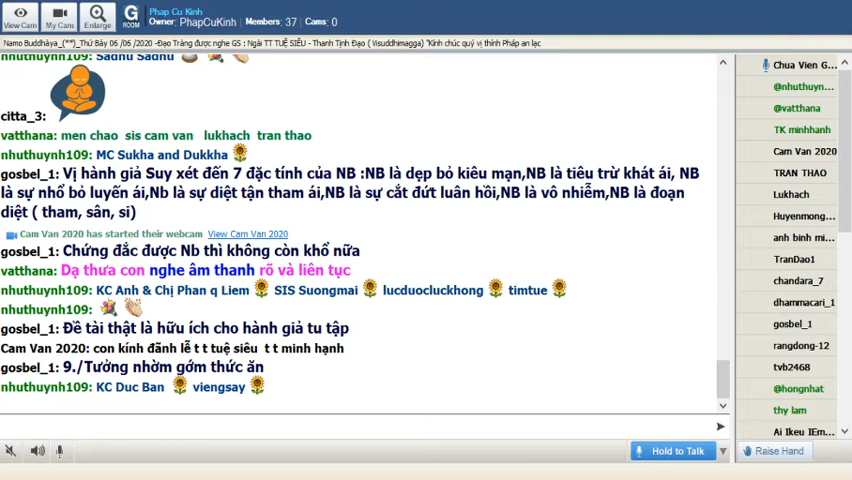 View Cam
My Cam
Enlarge
G
ROOM
Phap Cu Kinh
Owner: PhapCuKinh Members: 37 Cams: 0
Namo Buddhàya_(**)_Thứ Bảy 06 /06 /2020 -Đạo Tràng được nghe GS : Ngài TT TUỆ SIÊU - Thanh Tịnh Đạo ( Visuddhimagga) "Kính chúc quý vị thính Pháp an lạc
nhuthuynh109: Sadhu Sadhu
citta_3:
vatthana: men chao sis cam van lukhach tran thao
nhuthuynh109: MC Sukha and Dukkha
gosbel_1: Vị hành giả Suy xét đến 7 đặc tính của NB :NB là dẹp bỏ kiêu mạn,NB là tiêu trừ khát ái, NB
là sự nhổ bỏ luyến ái,Nb là sự diệt tận tham ái,NB là sự cắt đứt luân hồi,NB là vô nhiễm,NB là đoạn
diệt ( tham, sân, si)
Cam Van 2020 has started their webcam View Cam Van 2020
gosbel_1: Chứng đắc được Nb thì không còn khổ nữa
vatthana: Dạ thưa con nghe âm thanh rõ và liên tục
nhuthuynh109: KC Anh & Chị Phan q Liem SIS Suongmai lucduocluckhong timtue
nhuthuynh109:
gosbel_1: Đề tài thật là hữu ích cho hành giả tu tập
Cam Van 2020: con kính đãnh lễ t t tuệ siêu t t minh hạnh
gosbel_1: 9./Tưởng nhờm gớm thức ăn
nhuthuynh109: KC Duc Ban viengsay
Hold to Talk
Chua Vien G...
@nhuthuyn...
@vatthana
TK minhhanh
Cam Van 2020
TRAN THAO
Lukhach
Huyenmong...
anh binh mi...
TranDao1
chandara_7
dhammacari_1
gosbel_1
rangdong-12
tvb2468
@hongnhat
thy lam
Ai Ikeu IEm...
Raise Hand